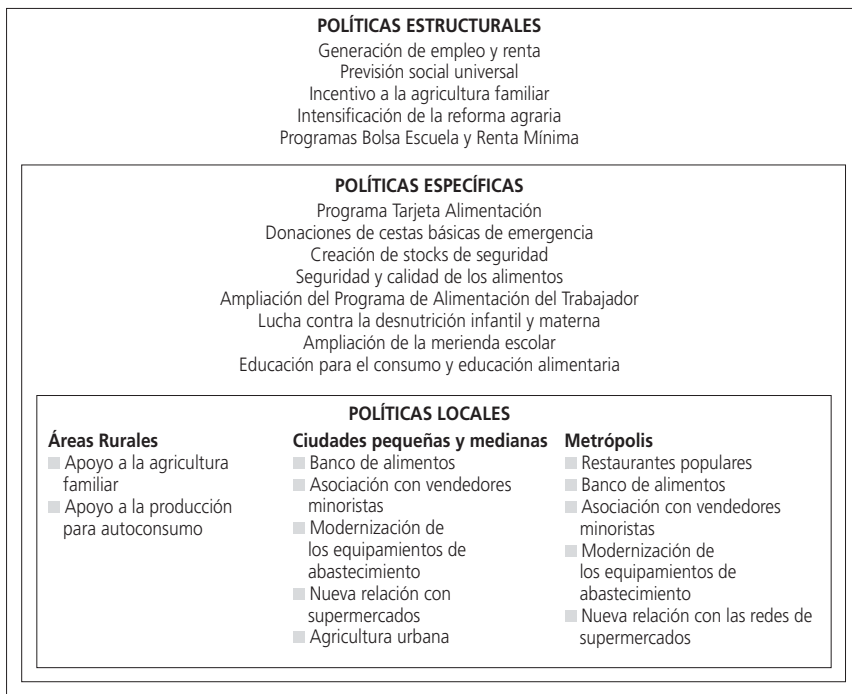 POLÍTICAS ESTRUCTURALES
Generación de empleo y renta
Previsión social universal
Incentivo a la agricultura familiar
Intensificación de la reforma agraria
Programas Bolsa Escuela y Renta Mínima
POLÍTICAS ESPECÍFICAS
Programa Tarjeta Alimentación
Donaciones de cestas básicas de emergencia
Creación de stocks de seguridad
Seguridad y calidad de los alimentos
Ampliación del Programa de Alimentación del Trabajador
Lucha contra la desnutrición infantil y materna
Ampliación de la merienda escolar
Educación para el consumo y educación alimentaria
POLÍTICAS LOCALES
Áreas Rurales
Apoyo a la agricultura
familiar
Apoyo a la producción
para autoconsumo
Ciudades pequeñas y medianas
Banco de alimentos
Asociación con vendedores
minoristas
Modernización de
los equipamientos de
abastecimiento
Nueva relación con
supermercados
Agricultura urbana
Metrópolis
Restaurantes populares
Banco de alimentos
Asociación con vendedores
minoristas
Modernización de
los equipamientos de
abastecimiento
Nueva relación con las redes de
supermercados